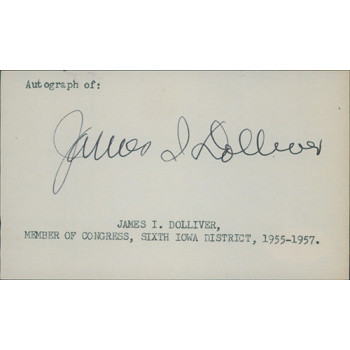 Autograph of:
James I Dolliver
JAMES I. DOLLIVER,
MEMBER OF CONGRESS, SIXTH IOWA DISTRICT, 1955-1957.